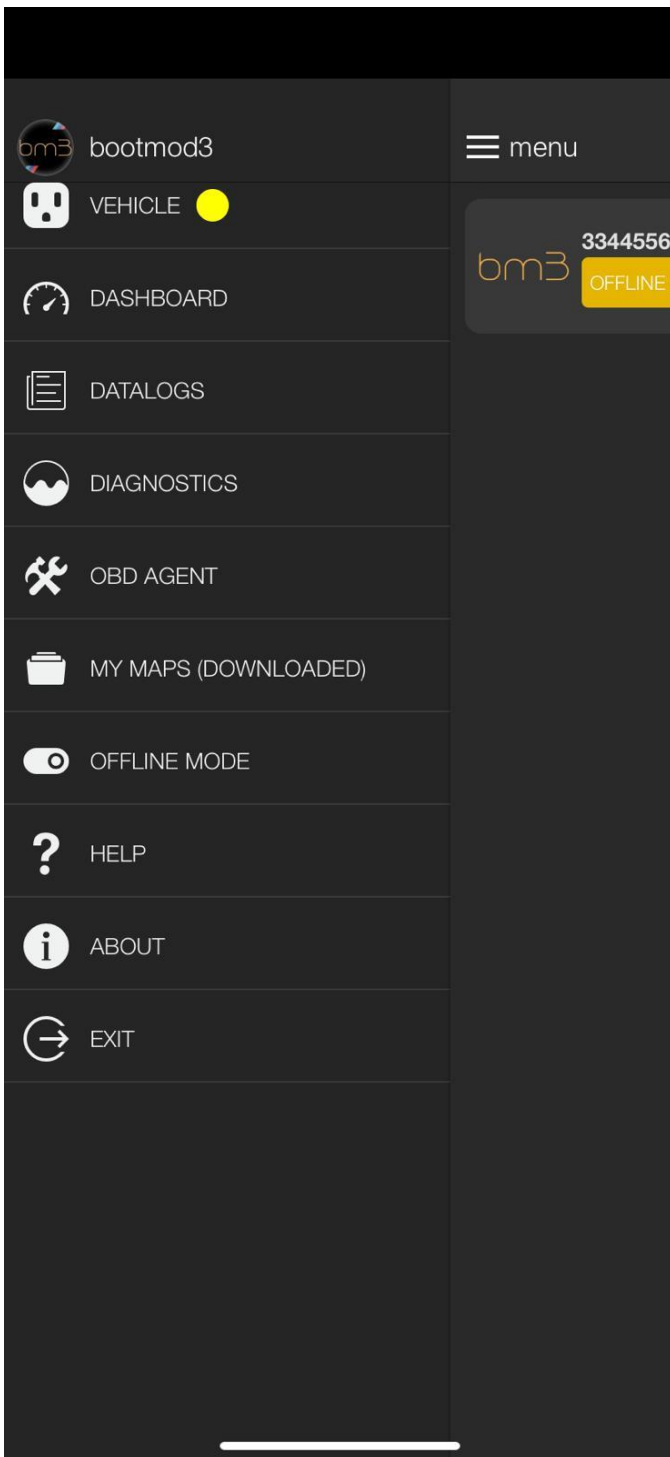 bm3
bootmod3
menu
VEHICLE
DASHBOARD
DATALOGS
DIAGNOSTICS
OBD AGENT
MY MAPS (DOWNLOADED)
OFFLINE MODE
HELP
ABOUT
EXIT
bm3
3344556
OFFLINE